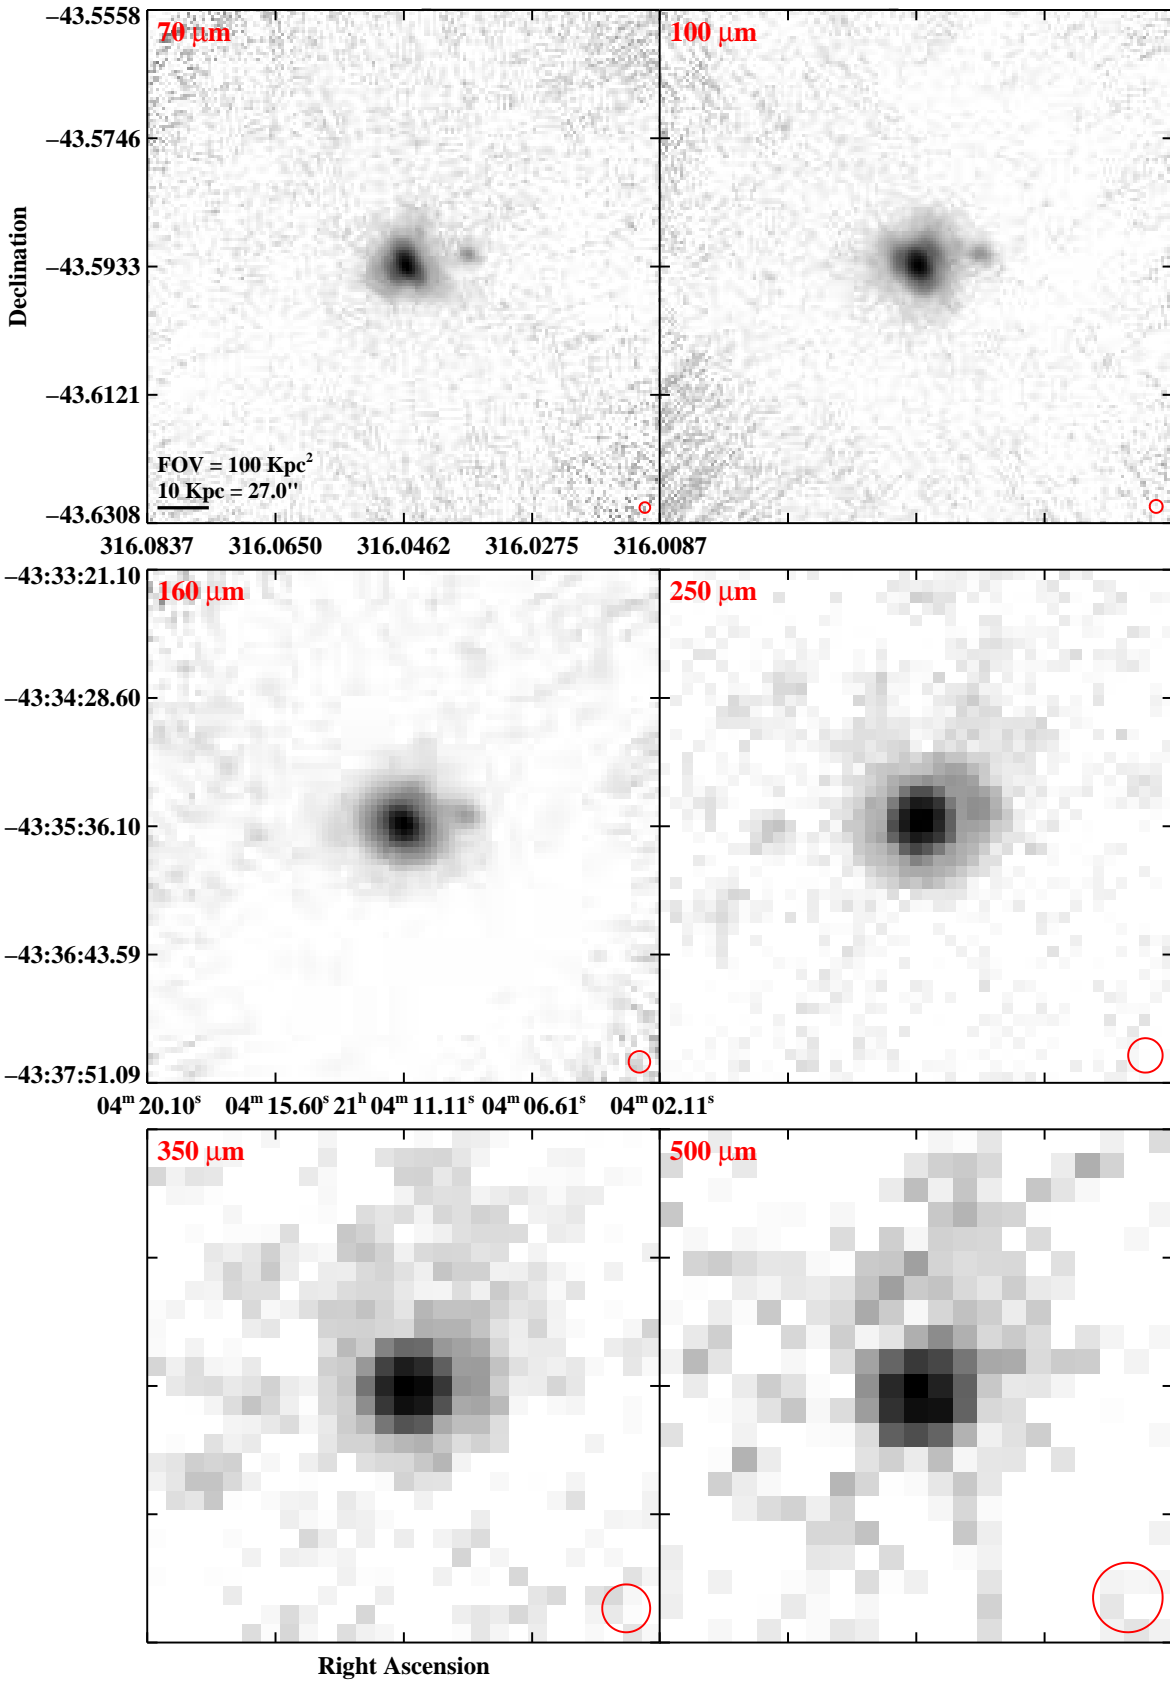 70 μm
100 μm
−43.5558
−43.5746
−43.5933
−43.6121
−43.6308
Declination
FOV = 100 Kpc²
10 Kpc = 27.0"
316.0837 316.0650 316.0462 316.0275 316.0087
160 μm
250 μm
−43:33:21.10
−43:34:28.60
−43:35:36.10
−43:36:43.59
−43:37:51.09
04ᵐ 20.10ˢ 04ᵐ 15.60ˢ 21ʰ 04ᵐ 11.11ˢ 04ᵐ 06.61ˢ 04ᵐ 02.11ˢ
350 μm
500 μm
Right Ascension